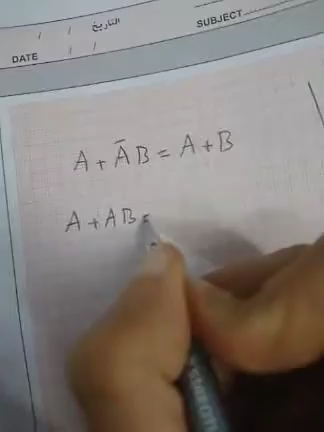 / / التاريخ
DATE / /
SUBJECT
A + ĀB = A + B
A + AB =